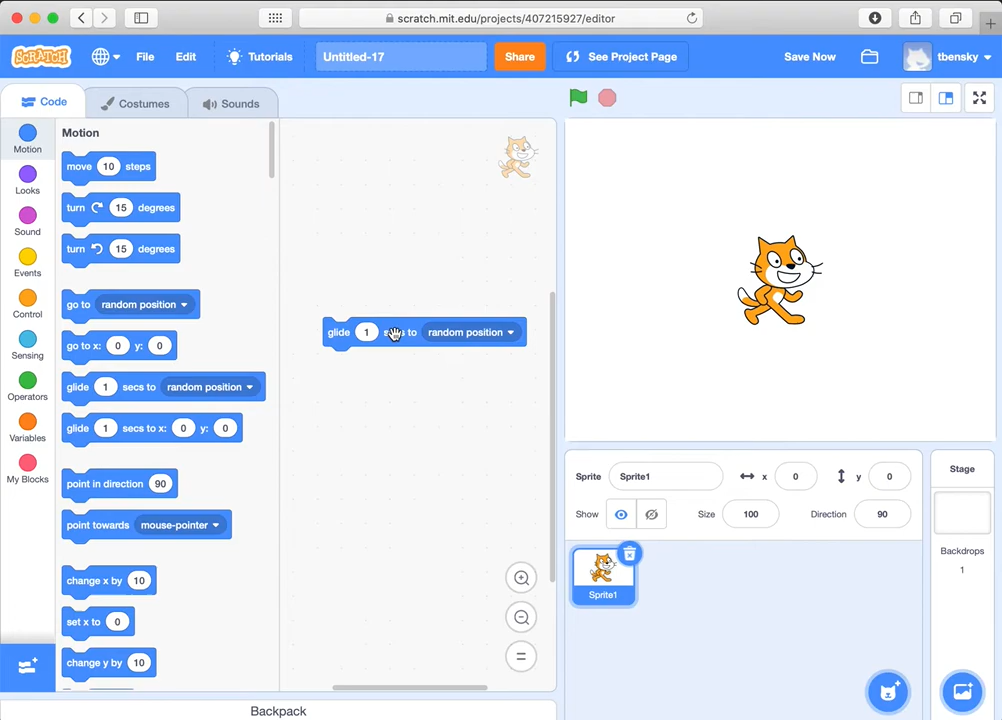 scratch.mit.edu/projects/407215927/editor
SCRATCH File Edit Tutorials Untitled-17 Share See Project Page Save Now tbensky
Code Costumes Sounds
Motion
Looks
Sound
Events
Control
Sensing
Operators
Variables
My Blocks
Motion
move 10 steps
turn 15 degrees
turn 15 degrees
go to random position
go to x: 0 y: 0
glide 1 secs to random position
glide 1 secs to x: 0 y: 0
point in direction 90
point towards mouse-pointer
change x by 10
set x to 0
change y by 10
glide 1 secs to random position
Backpack
Sprite Sprite1 x 0 y 0
Show Size 100 Direction 90
Sprite1
Stage
Backdrops
1